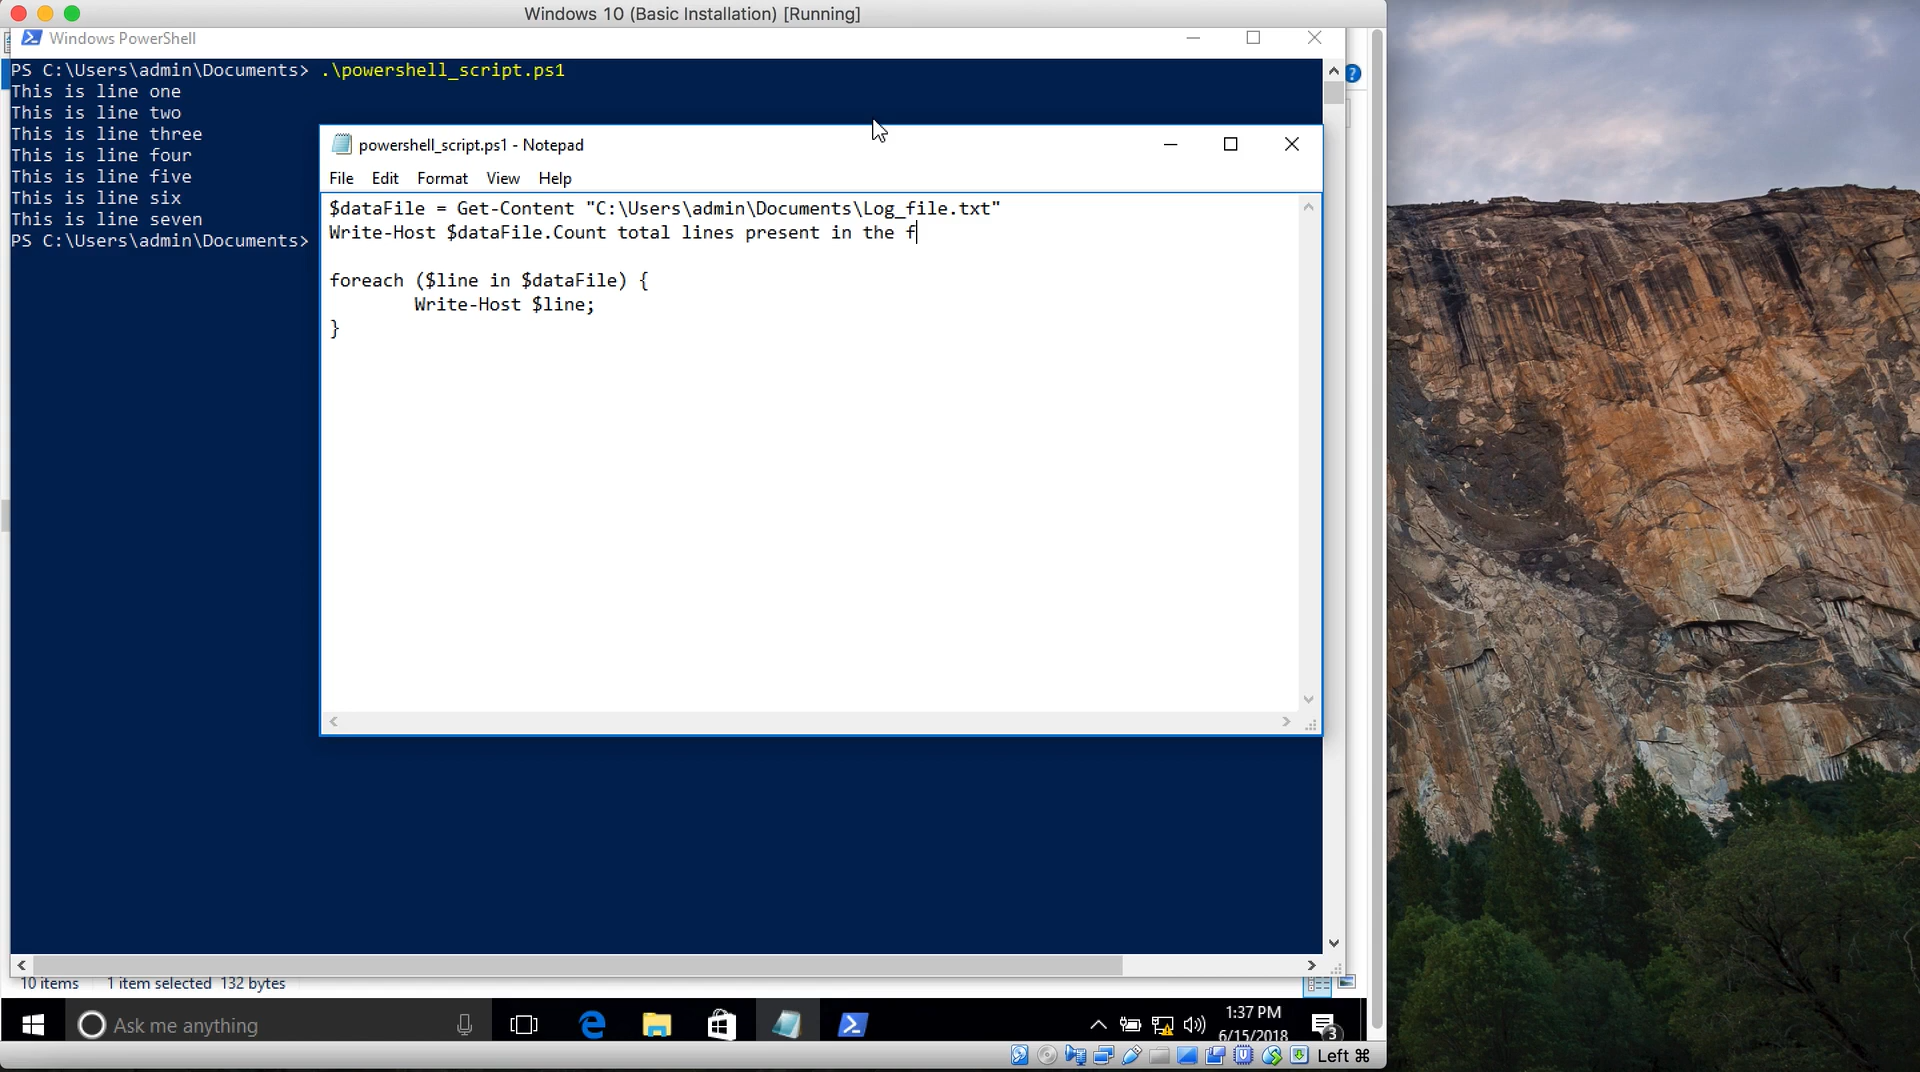 Windows 10 (Basic Installation) [Running]
Windows PowerShell
PS C:\Users\admin\Documents> .\powershell_script.ps1
This is line one
This is line two
This is line three
This is line four
This is line five
This is line six
This is line seven
PS C:\Users\admin\Documents>
powershell_script.ps1 - Notepad
File Edit Format View Help
$dataFile = Get-Content "C:\Users\admin\Documents\Log_file.txt"
Write-Host $dataFile.Count total lines present in the f
foreach ($line in $dataFile) {
Write-Host $line;
}
10 items 1 item selected 132 bytes
Ask me anything
1:37 PM
6/15/2018
3
Left ⌘